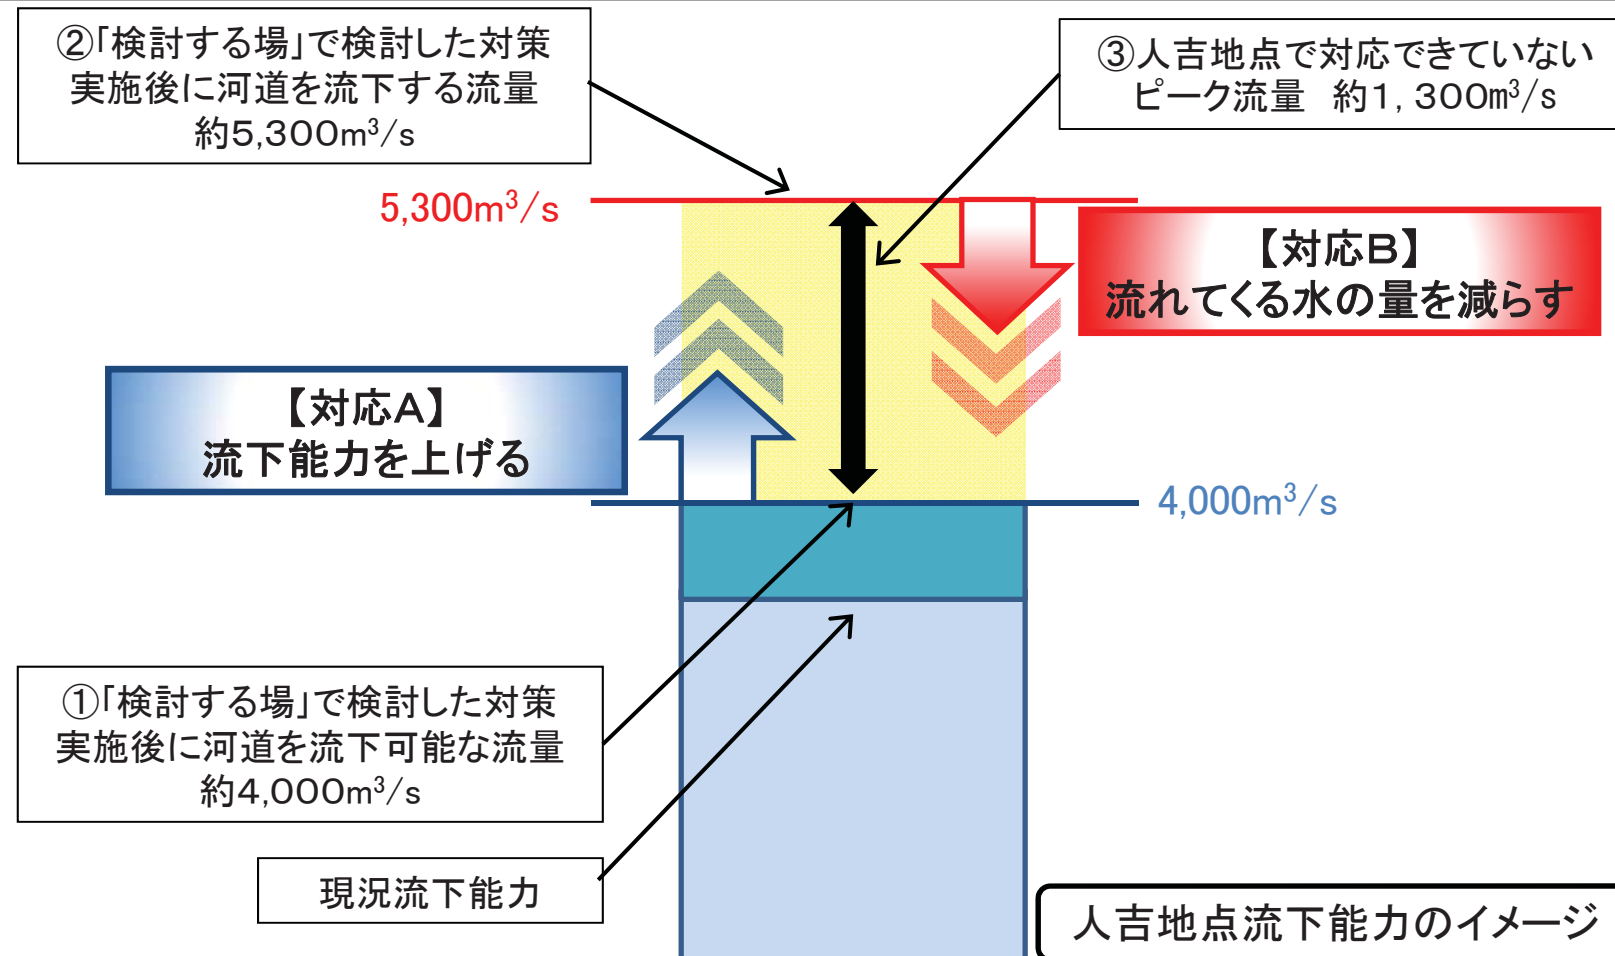 ②「検討する場」で検討した対策
実施後に河道を流下する流量
約5,300m³/s
③人吉地点で対応できていない
ピーク流量　約1,300m³/s
5,300m³/s
【対応B】
流れてくる水の量を減らす
【対応A】
流下能力を上げる
4,000m³/s
①「検討する場」で検討した対策
実施後に河道を流下可能な流量
約4,000m³/s
現況流下能力
人吉地点流下能力のイメージ